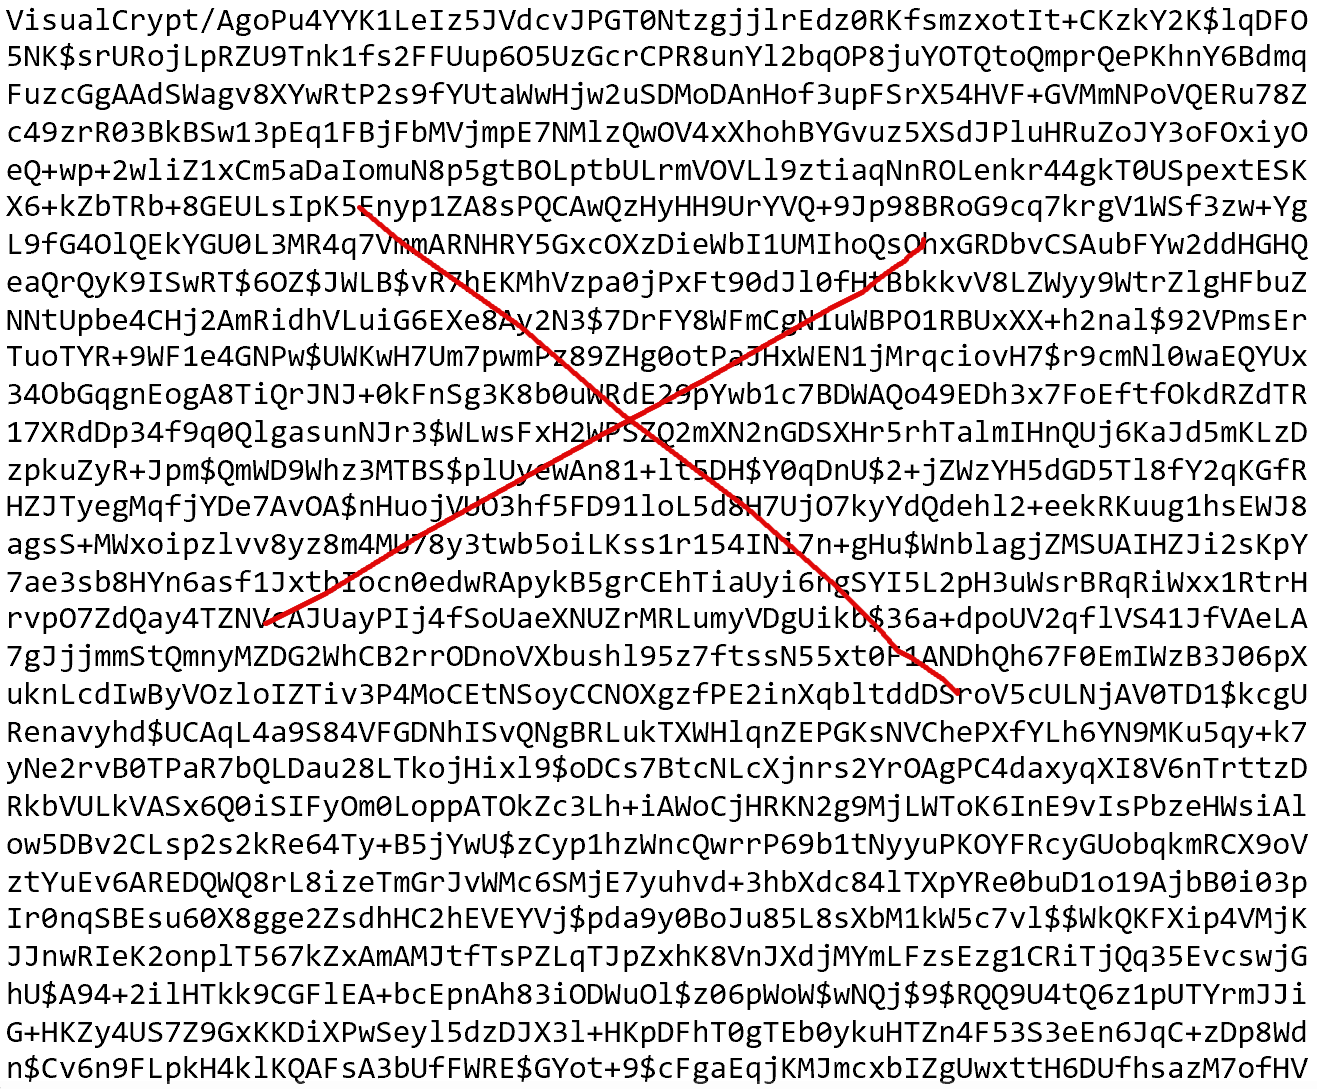 VisualCrypt/AgoPu4YYK1LeIz5JVdcvJPGT0NtzgjjlrEdz0RKfsmzxotIt+CKzkY2K$lqDFO
5NK$srURojLpRZU9Tnk1fs2FFUup6O5UzGcrCPR8unYl2bqOP8juYOTQtoQmprQePKhnY6Bdmq
FuzcGgAAdSWagv8XYwRtP2s9fYUtaWwHjw2uSDMoDAnHof3upFSrX54HVF+GVMmNPoVQERu78Z
c49zrR03BkBSw13pEq1FBjFbMVjmpE7NMlzQwOV4xXhohBYGvuz5XSdJPluHRuZoJY3oFOxiyO
eQ+wp+2wliZ1xCm5aDaIomuN8p5gtBOLptbULrmVOVLl9ztiaqNnROLenkr44gkT0USpextESK
X6+kZbTRb+8GEULsIpK5Enyp1ZA8sPQCAwQzHyHH9UrYVQ+9Jp98BRoG9cq7krgV1WSf3zw+Yg
L9fG4OlQEkYGU0L3MR4q7VmmARNHRY5GxcOXzDieWbI1UMIhoQsOhxGRDbvCSAubFYw2ddHGHQ
eaQrQyK9ISwRT$6OZ$JWLB$vR7hEKMhVzpa0jPxFt90dJl0fHtBbkkvV8LZWyy9WtrZlgHFbuZ
NNtUpbe4CHj2AmRidhVLuiG6EXe8Ay2N3$7DrFY8WFmCgNIuWBPO1RBUxXX+h2nal$92VPmsEr
TuoTYR+9WF1e4GNPw$UWKwH7Um7pwmPz89ZHg0otPaJHxWEN1jMrqciovH7$r9cmNl0waEQYUx
34ObGqgnEogA8TiQrJNJ+0kFnSg3K8b0uWRdE29pYwb1c7BDWAQo49EDh3x7FoEftfOkdRZdTR
17XRdDp34f9q0QlgasunNJr3$WLwsFxH2WPSZQ2mXN2nGDSXHr5rhTalmIHnQUj6KaJd5mKLzD
zpkuZyR+Jpm$QmWD9Whz3MTBS$plUyewAn81+lt5DH$Y0qDnU$2+jZWzYH5dGD5Tl8fY2qKGfR
HZJTyegMqfjYDe7AvOA$nHuojVUO3hf5FD91loL5d8H7UjO7kyYdQdehl2+eekRKuug1hsEWJ8
agsS+MWxoipzlvv8yz8m4MU78y3twb5oiLKss1r154INi7n+gHu$WnblagjZMSUAIHZJi2sKpY
7ae3sb8HYn6asf1JxtbIocn0edwRApykB5grCEhTiaUyi6hgSYI5L2pH3uWsrBRqRiWxx1RtrH
rvpO7ZdQay4TZNVcAJUayPIj4fSoUaeXNUZrMRLumyVDgUikb$36a+dpoUV2qflVS41JfVAeLA
7gJjjmmStQmnyMZDG2WhCB2rrODnoVXbushl95z7ftssN55xt0F1ANDhQh67F0EmIWzB3J06pX
uknLcdIwByVOzloIZTiv3P4MoCEtNSoyCCNOXgzfPE2inXqbltddDSroV5cULNjAV0TD1$kcgU
Renavyhd$UCAqL4a9S84VFGDNhISvQNgBRLukTXWHlqnZEPGKsNVChePXfYLh6YN9MKu5qy+k7
yNe2rvB0TPaR7bQLDau28LTkojHixl9$oDCs7BtcNLcXjnrs2YrOAgPC4daxyqXI8V6nTrttzD
RkbVULkVASx6Q0iSIFyOm0LoppATOkZc3Lh+iAWoCjHRKN2g9MjLWToK6InE9vIsPbzeHWsiAl
ow5DBv2CLsp2s2kRe64Ty+B5jYwU$zCyp1hzWncQwrrP69b1tNyyuPKOYFRcyGUobqkmRCX9oV
ztYuEv6AREDQWQ8rL8izeTmGrJvWMc6SMjE7yuhvd+3hbXdc84lTXpYRe0buD1o19AjbB0i03p
Ir0nqSBEsu60X8gge2ZsdhHC2hEVEYVj$pda9y0BoJu85L8sXbM1kW5c7vl$$WkQKFXip4VMjK
JJnwRIeK2onplT567kZxAmAMJtfTsPZLqTJpZxhK8VnJXdjMYmLFzsEzg1CRiTjQq35EvcswjG
hU$A94+2ilHTkk9CGFlEA+bcEpnAh83iODWuOl$z06pWoW$wNQj$9$RQQ9U4tQ6z1pUTYrmJJi
G+HKZy4US7Z9GxKKDiXPwSeyl5dzDJX3l+HKpDFhT0gTEb0ykuHTZn4F53S3eEn6JqC+zDp8Wd
n$Cv6n9FLpkH4klKQAFsA3bUfFWRE$GYot+9$cFgaEqjKMJmcxbIZgUwxttH6DUfhsazM7ofHV